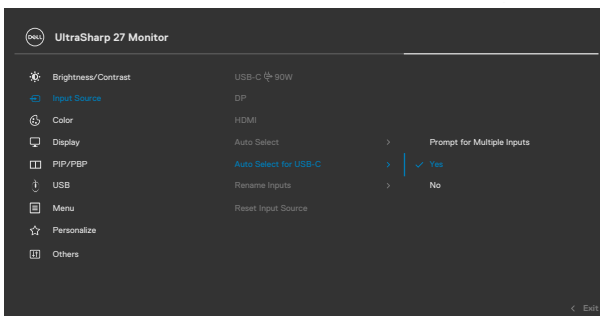 DELL UltraSharp 27 Monitor
Brightness/Contrast
Input Source
Color
Display
PIP/PBP
USB
Menu
Personalize
Others
USB-C 90W
DP
HDMI
Auto Select >
Auto Select for USB-C >
Rename Inputs >
Reset Input Source
Prompt for Multiple Inputs
✓ Yes
No
< Exit